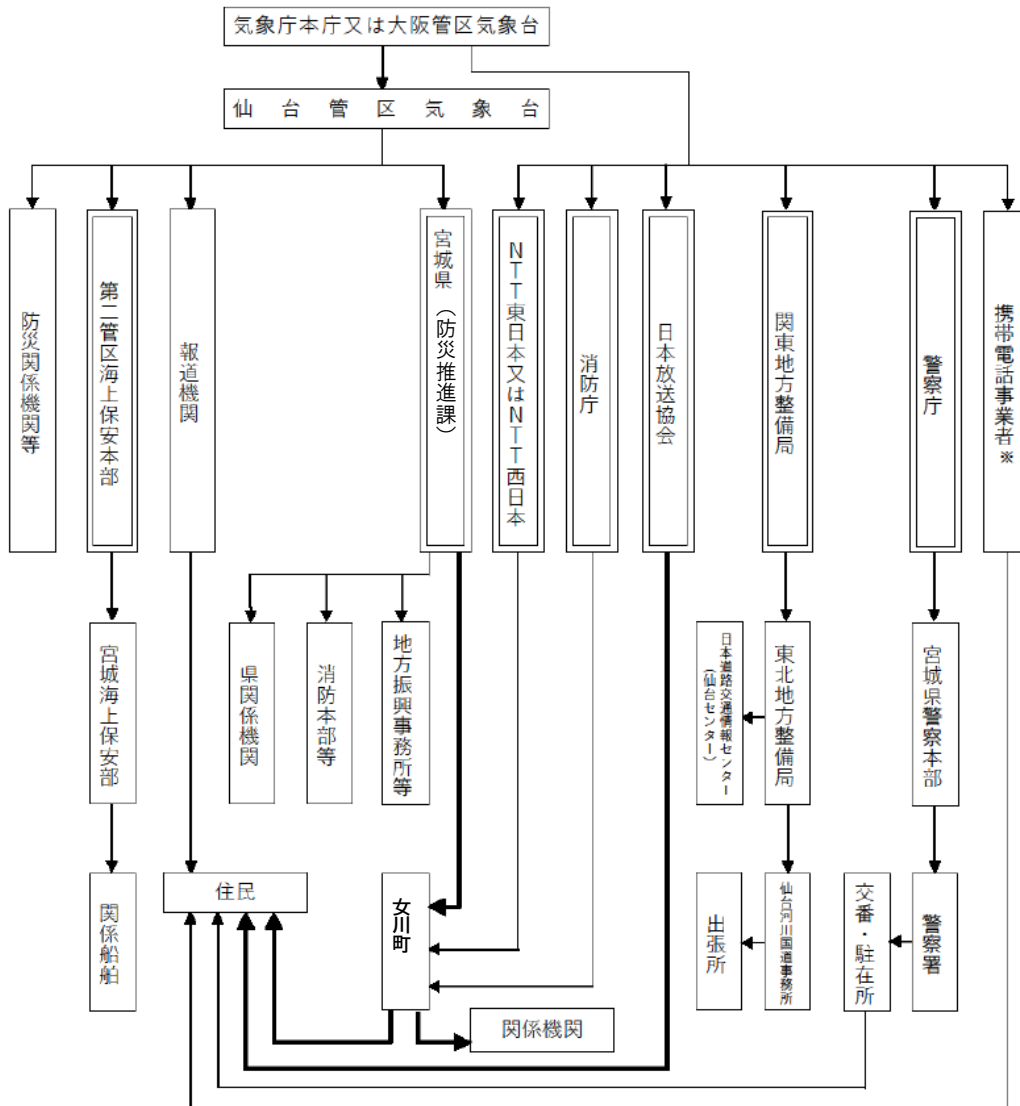 気象庁本庁又は大阪管区気象台
仙台管区気象台
防災関係機関等
第二管区海上保安本部
報道機関
宮城県（防災推進課）
NTT東日本又はNTT西日本
消防庁
日本放送協会
関東地方整備局
警察庁
携帯電話事業者※
宮城海上保安部
県関係機関
消防本部等
地方振興事務所等
日本道路交通情報センター
（仙台センター）
東北地方整備局
宮城県警察本部
関係船舶
住民
女川町
出張所
仙台河川国道事務所
交番・駐在所
警察署
関係機関